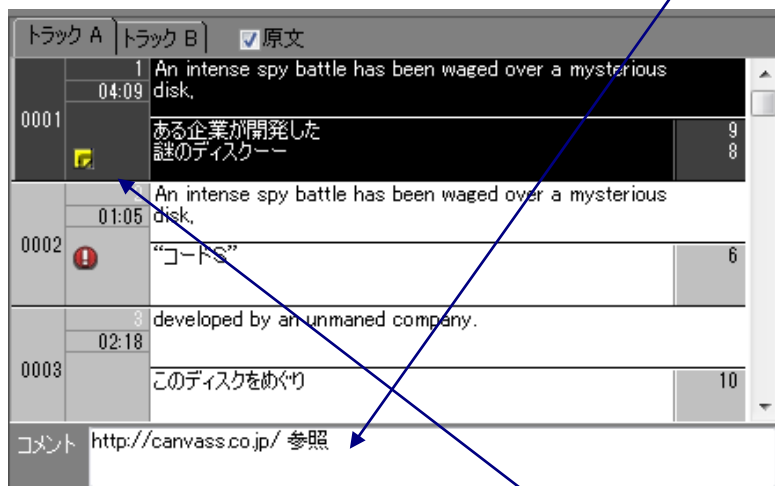 トラック A トラック B 原文
1 An intense spy battle has been waged over a mysterious
04:09 disk,
0001
ある企業が開発した 9
謎のディスクーー 8
2 An intense spy battle has been waged over a mysterious
01:05 disk,
0002
“コードS” 6
3 developed by an unmaned company.
02:18
0003
このディスクをめぐり 10
コメント http://canvass.co.jp/ 参照